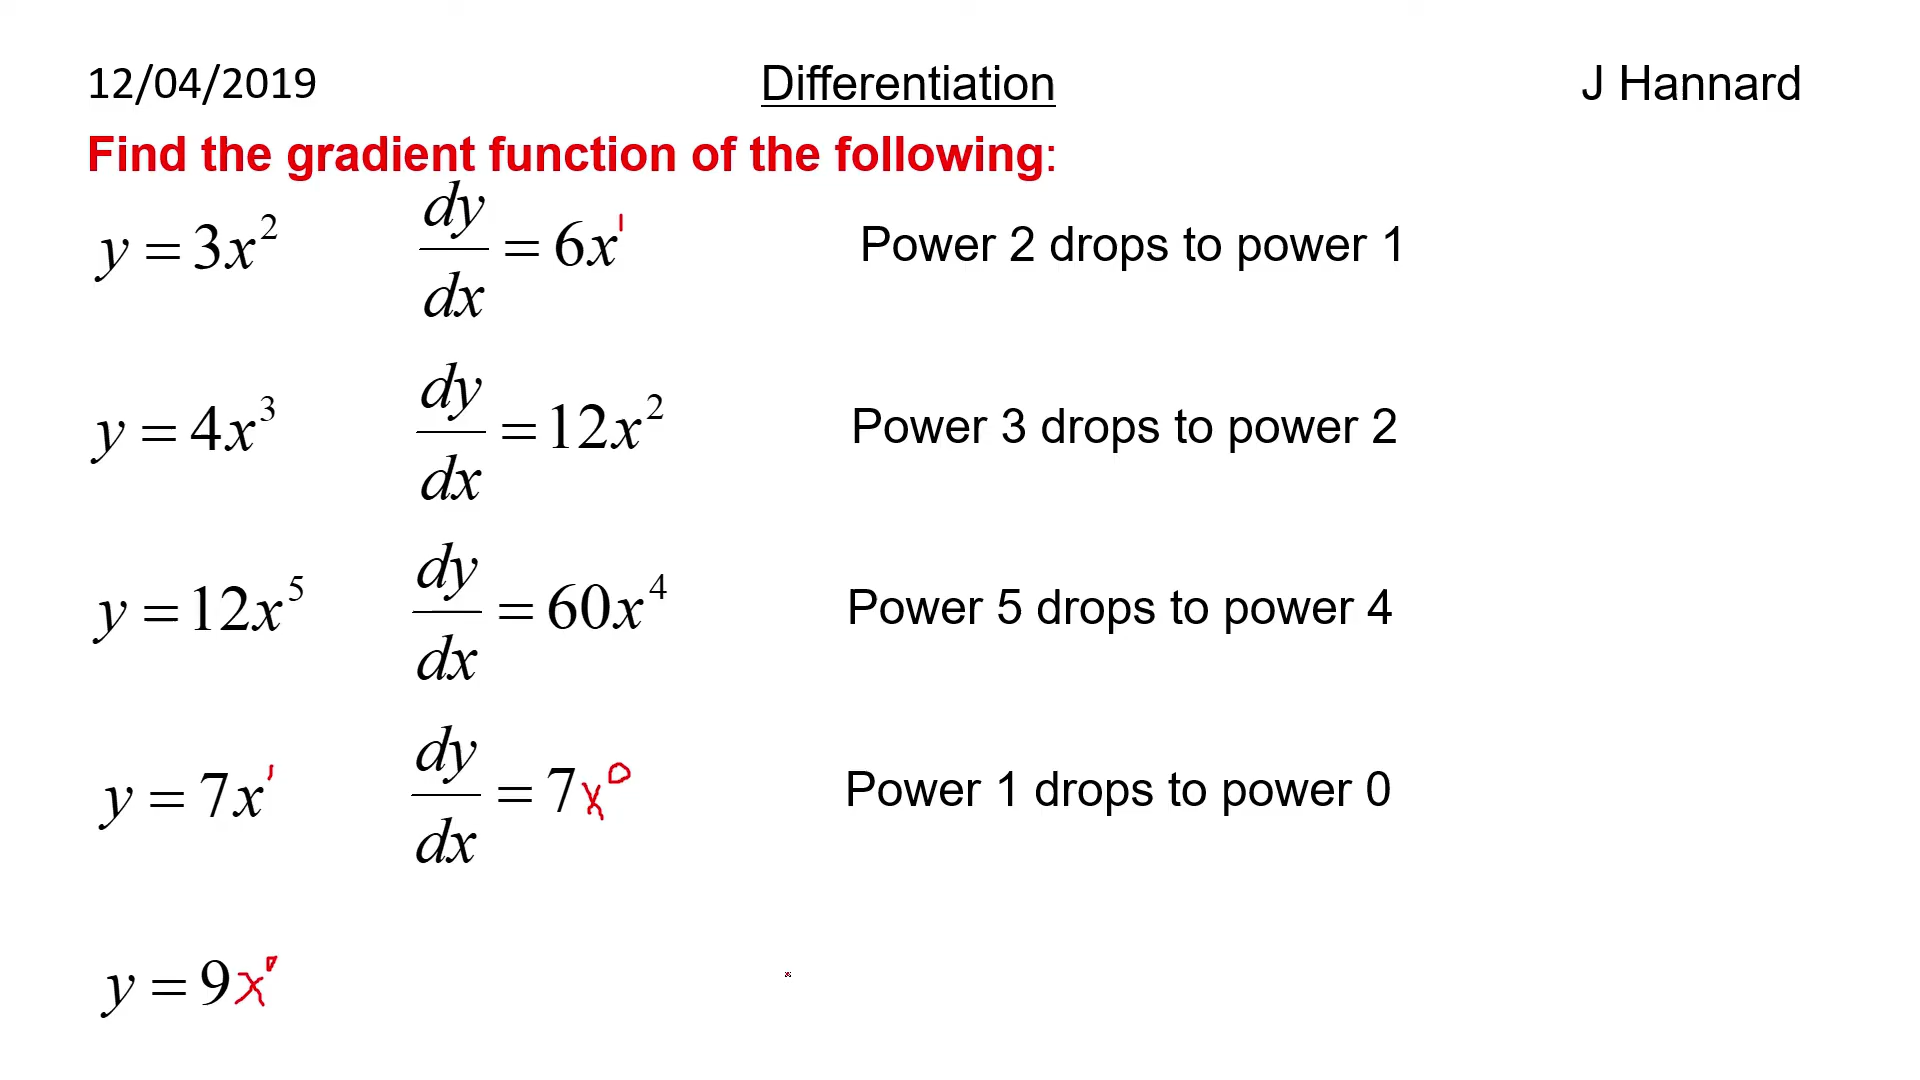 12/04/2019 Differentiation J Hannard
Find the gradient function of the following:
y = 3x² dy/dx = 6x¹ Power 2 drops to power 1
y = 4x³ dy/dx = 12x² Power 3 drops to power 2
y = 12x⁵ dy/dx = 60x⁴ Power 5 drops to power 4
y = 7x¹ dy/dx = 7x⁰ Power 1 drops to power 0
y = 9x⁰